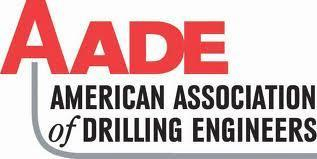 AADE
AMERICAN ASSOCIATION
of DRILLING ENGINEERS